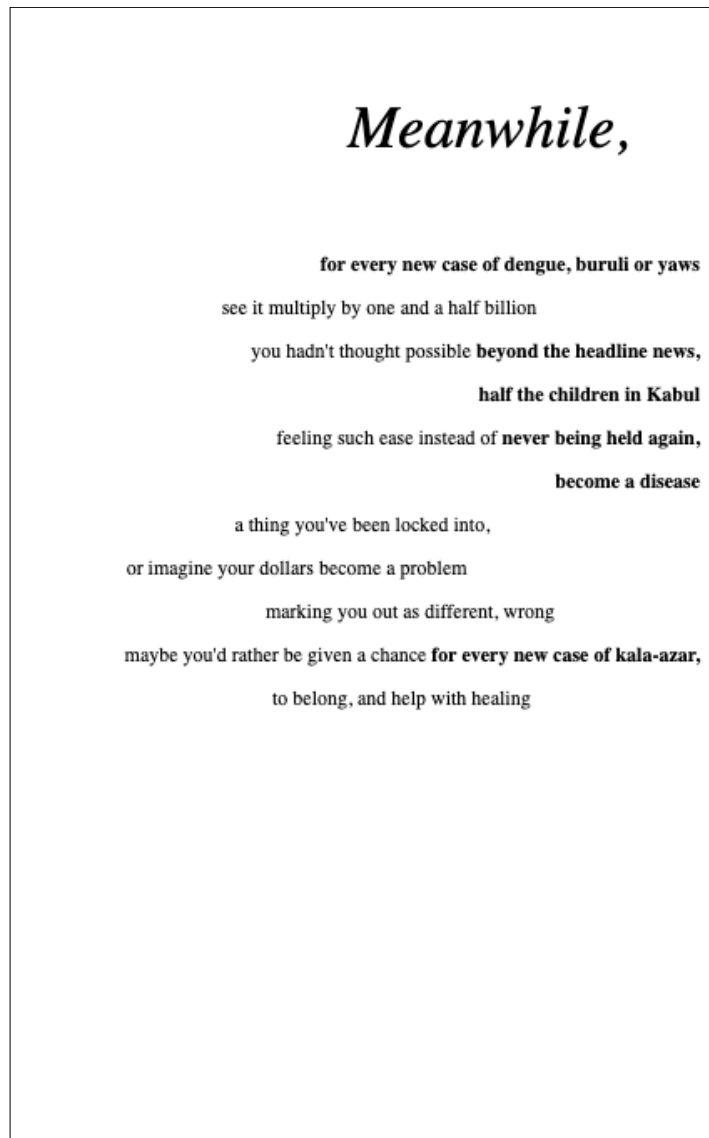 Meanwhile,
for every new case of dengue, buruli or yaws
see it multiply by one and a half billion
you hadn't thought possible beyond the headline news,
half the children in Kabul
feeling such ease instead of never being held again,
become a disease
a thing you've been locked into,
or imagine your dollars become a problem
marking you out as different, wrong
maybe you'd rather be given a chance for every new case of kala-azar,
to belong, and help with healing